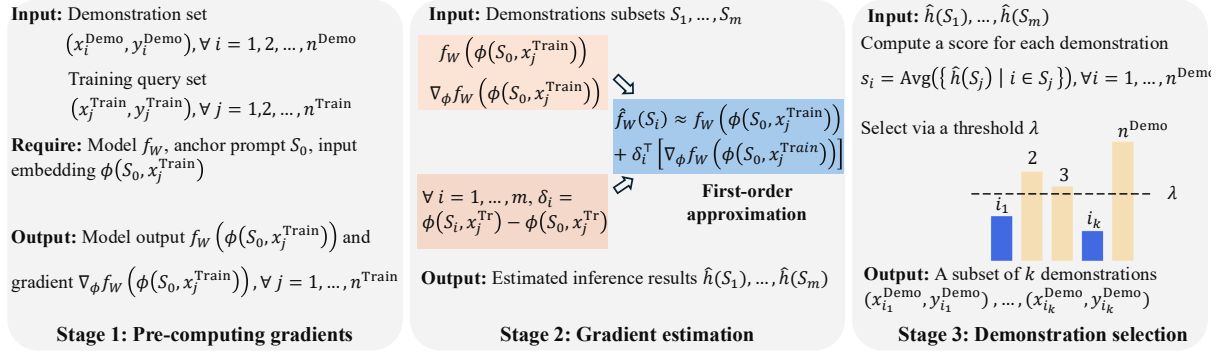 Input: Demonstration set
(x_i^Demo, y_i^Demo), ∀ i = 1, 2, …, n^Demo
Training query set
(x_j^Train, y_j^Train), ∀ j = 1,2, …, n^Train
Require: Model f_W, anchor prompt S_0, input
embedding ϕ(S_0, x_j^Train)
Output: Model output f_W(ϕ(S_0, x_j^Train)) and
gradient ∇_ϕ f_W(ϕ(S_0, x_j^Train)), ∀ j = 1, …, n^Train
Stage 1: Pre-computing gradients
Input: Demonstrations subsets S_1, …, S_m
f_W(ϕ(S_0, x_j^Train))
∇_ϕ f_W(ϕ(S_0, x_j^Train))
∀ i = 1, …, m, δ_i =
ϕ(S_i, x_j^Tr) − ϕ(S_0, x_j^Tr)
f̂_W(S_i) ≈ f_W(ϕ(S_0, x_j^Train))
+ δ_i^⊤ [∇_ϕ f_W(ϕ(S_0, x_j^Train))]
First-order
approximation
Output: Estimated inference results ĥ(S_1), …, ĥ(S_m)
Stage 2: Gradient estimation
Input: ĥ(S_1), …, ĥ(S_m)
Compute a score for each demonstration
s_i = Avg({ ĥ(S_j) | i ∈ S_j}), ∀i = 1, …, n^Demo
Select via a threshold λ
i_1
2
3
i_k
n^Demo
λ
Output: A subset of k demonstrations
(x_{i_1}^Demo, y_{i_1}^Demo) , …, (x_{i_k}^Demo, y_{i_k}^Demo)
Stage 3: Demonstration selection